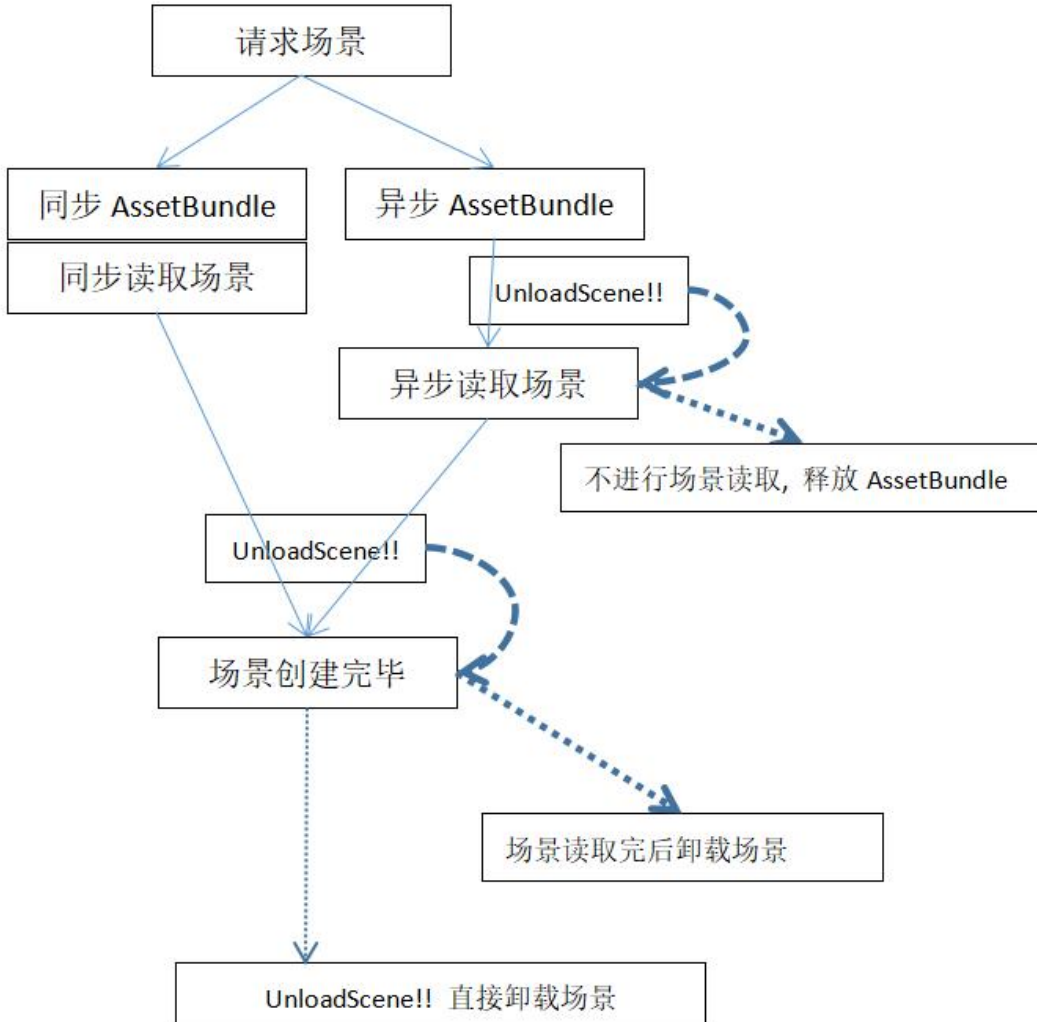 请求场景
同步 AssetBundle
异步 AssetBundle
同步读取场景
UnloadScene!!
异步读取场景
不进行场景读取, 释放 AssetBundle
UnloadScene!!
场景创建完毕
场景读取完后卸载场景
UnloadScene!! 直接卸载场景